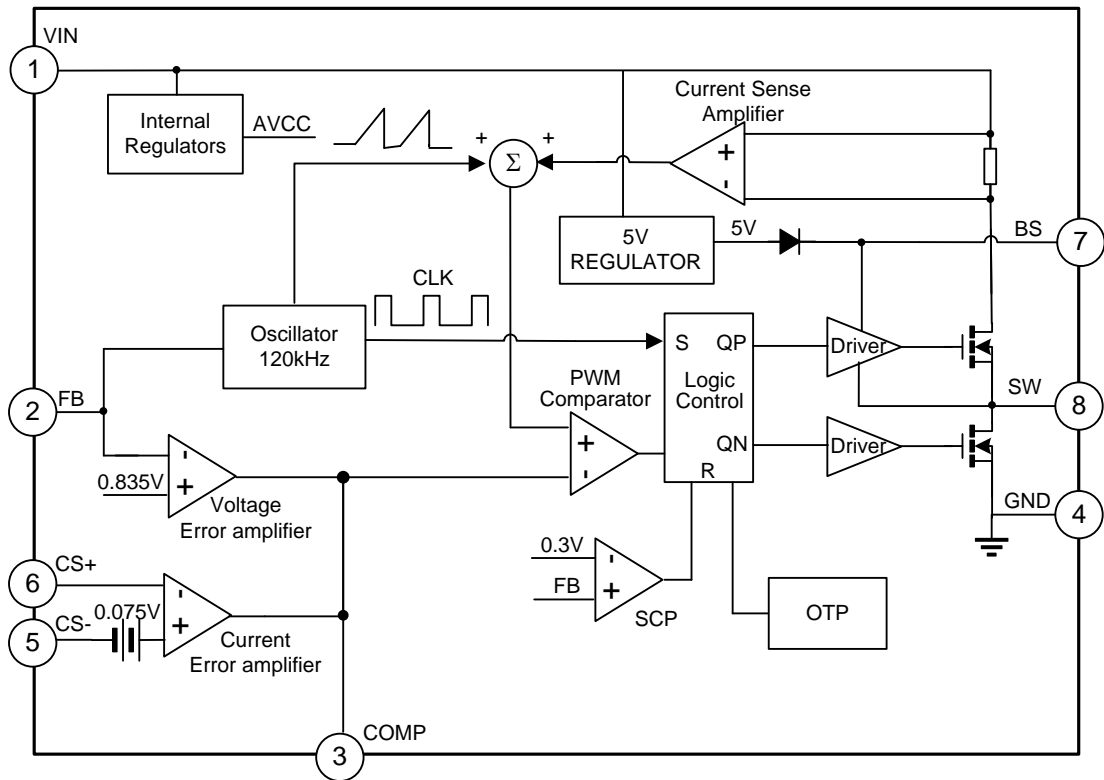 VIN
1
Internal
Regulators
AVCC
+
+
Σ
Current Sense
Amplifier
+
-
5V
REGULATOR
5V
BS
7
CLK
Oscillator
120kHz
S
QP
Logic
Control
QN
R
Driver
SW
8
2
FB
PWM
Comparator
+
-
Driver
-
+
0.835V
Voltage
Error amplifier
GND
4
6
CS+
0.3V
FB
-
+
SCP
OTP
5
CS-
0.075V
-
+
Current
Error amplifier
COMP
3